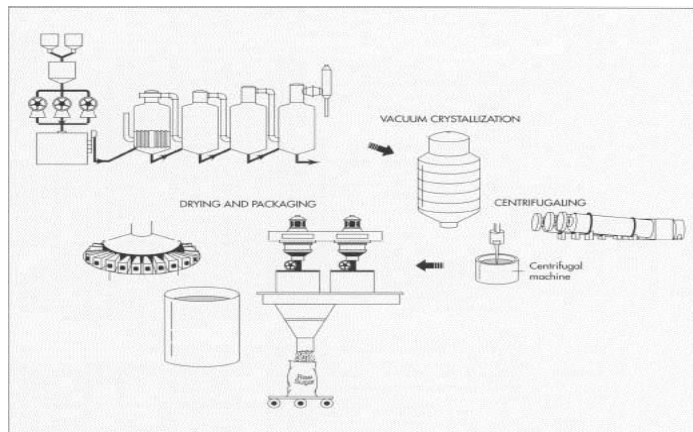 VACUUM CRYSTALLIZATION
DRYING AND PACKAGING
CENTRIFUGALING
Centrifugal
machine